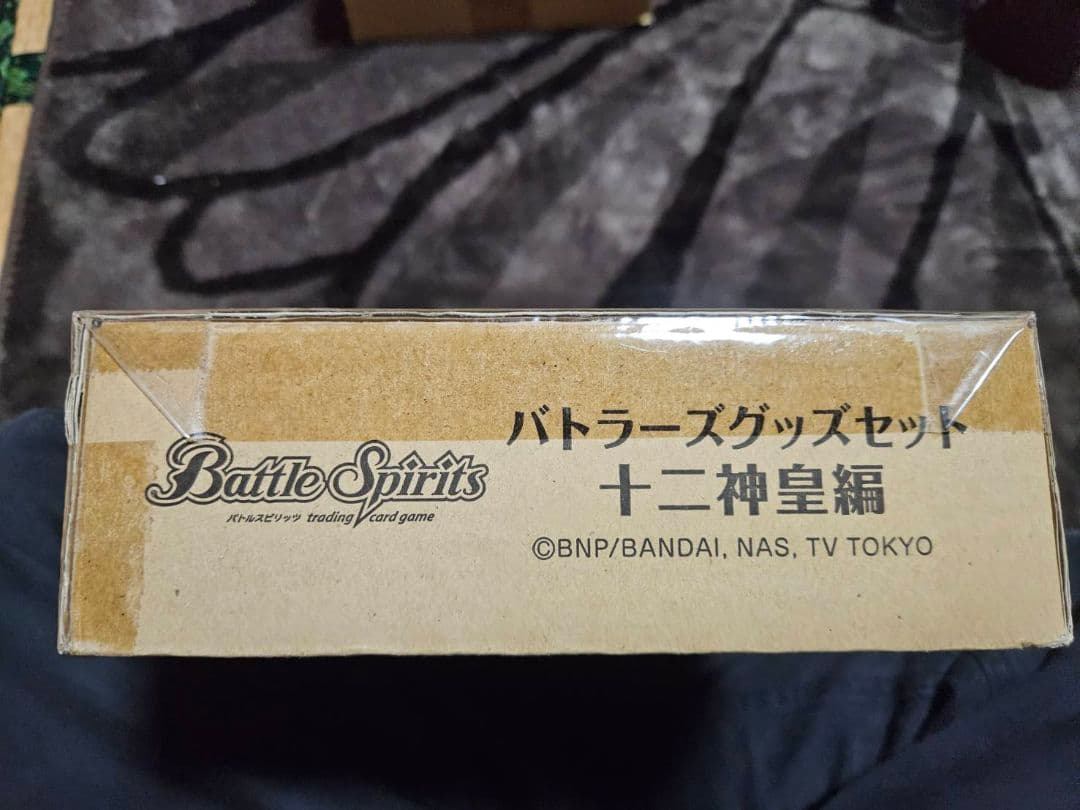 Battle Spirits
バトルスピリッツ trading card game
バトラーズグッズセット
十二神皇編
©BNP/BANDAI, NAS, TV TOKYO